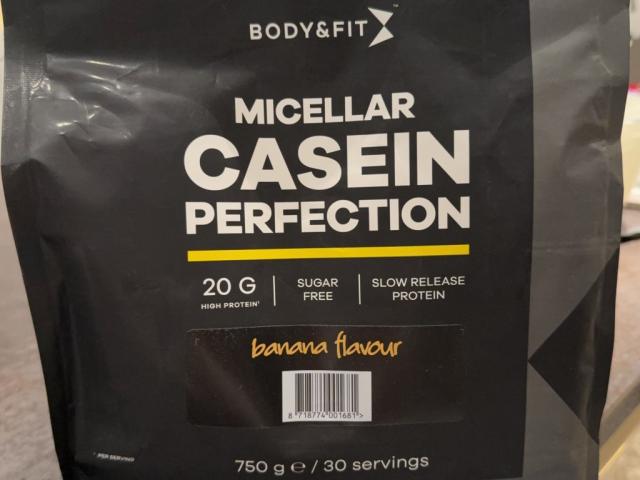 BODY&FIT
MICELLAR
CASEIN
PERFECTION
20 G
HIGH PROTEIN¹
SUGAR
FREE
SLOW RELEASE
PROTEIN
banana flavour
8 718774 001681 >
¹ PER SERVING
750 g ℮ / 30 servings